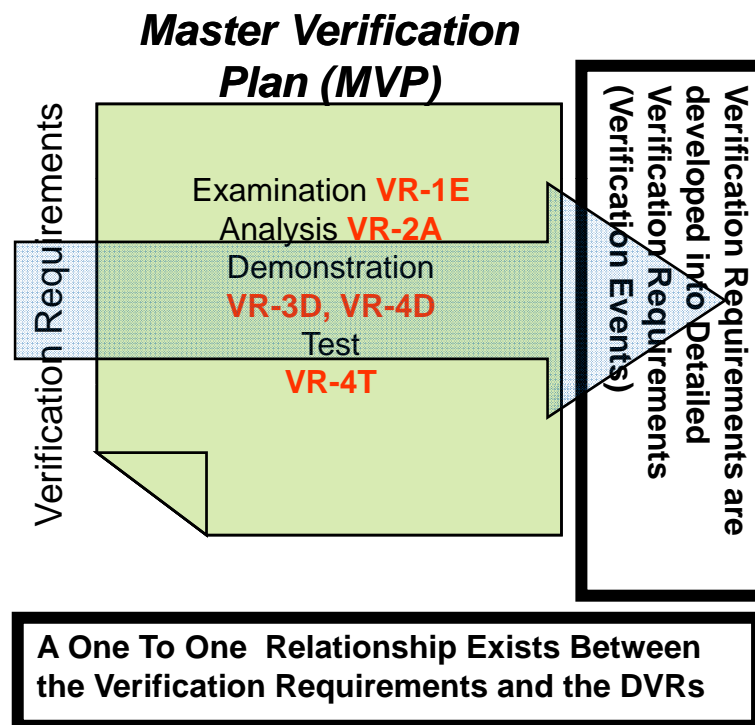 Master Verification
Plan (MVP)
Verification Requirements
Examination VR-1E
Analysis VR-2A
Demonstration
VR-3D, VR-4D
Test
VR-4T
Verification Requirements are
developed into Detailed
Verification Requirements
(Verification Events)
A One To One Relationship Exists Between
the Verification Requirements and the DVRs